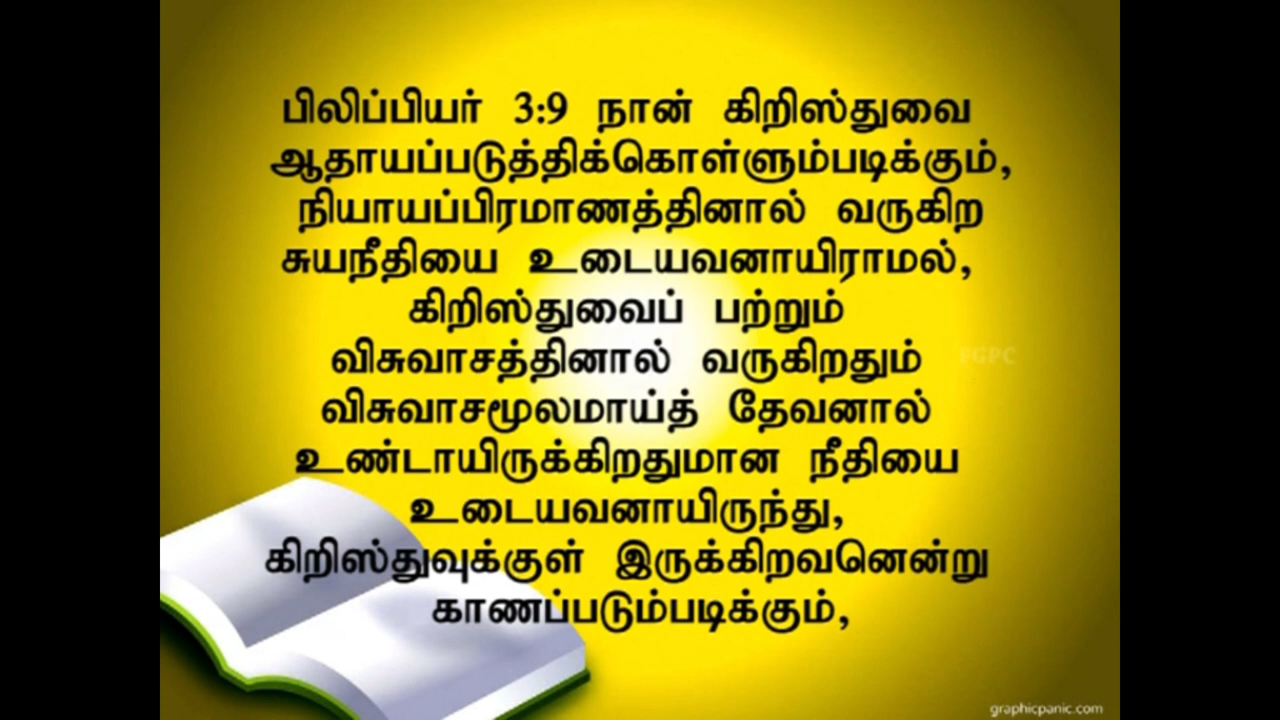 பிலிப்பியர் 3:9 நான் கிறிஸ்துவை
ஆதாயப்படுத்திக்கொள்ளும்படிக்கும்,
நியாயப்பிரமாணத்தினால் வருகிற
சுயநீதியை உடையவனாயிராமல்,
கிறிஸ்துவைப் பற்றும்
விசுவாசத்தினால் வருகிறதும்
விசுவாசமூலமாய்த் தேவனால்
உண்டாயிருக்கிறதுமான நீதியை
உடையவனாயிருந்து,
கிறிஸ்துவுக்குள் இருக்கிறவனென்று
காணப்படும்படிக்கும்,
FGPC
graphicpanic.com